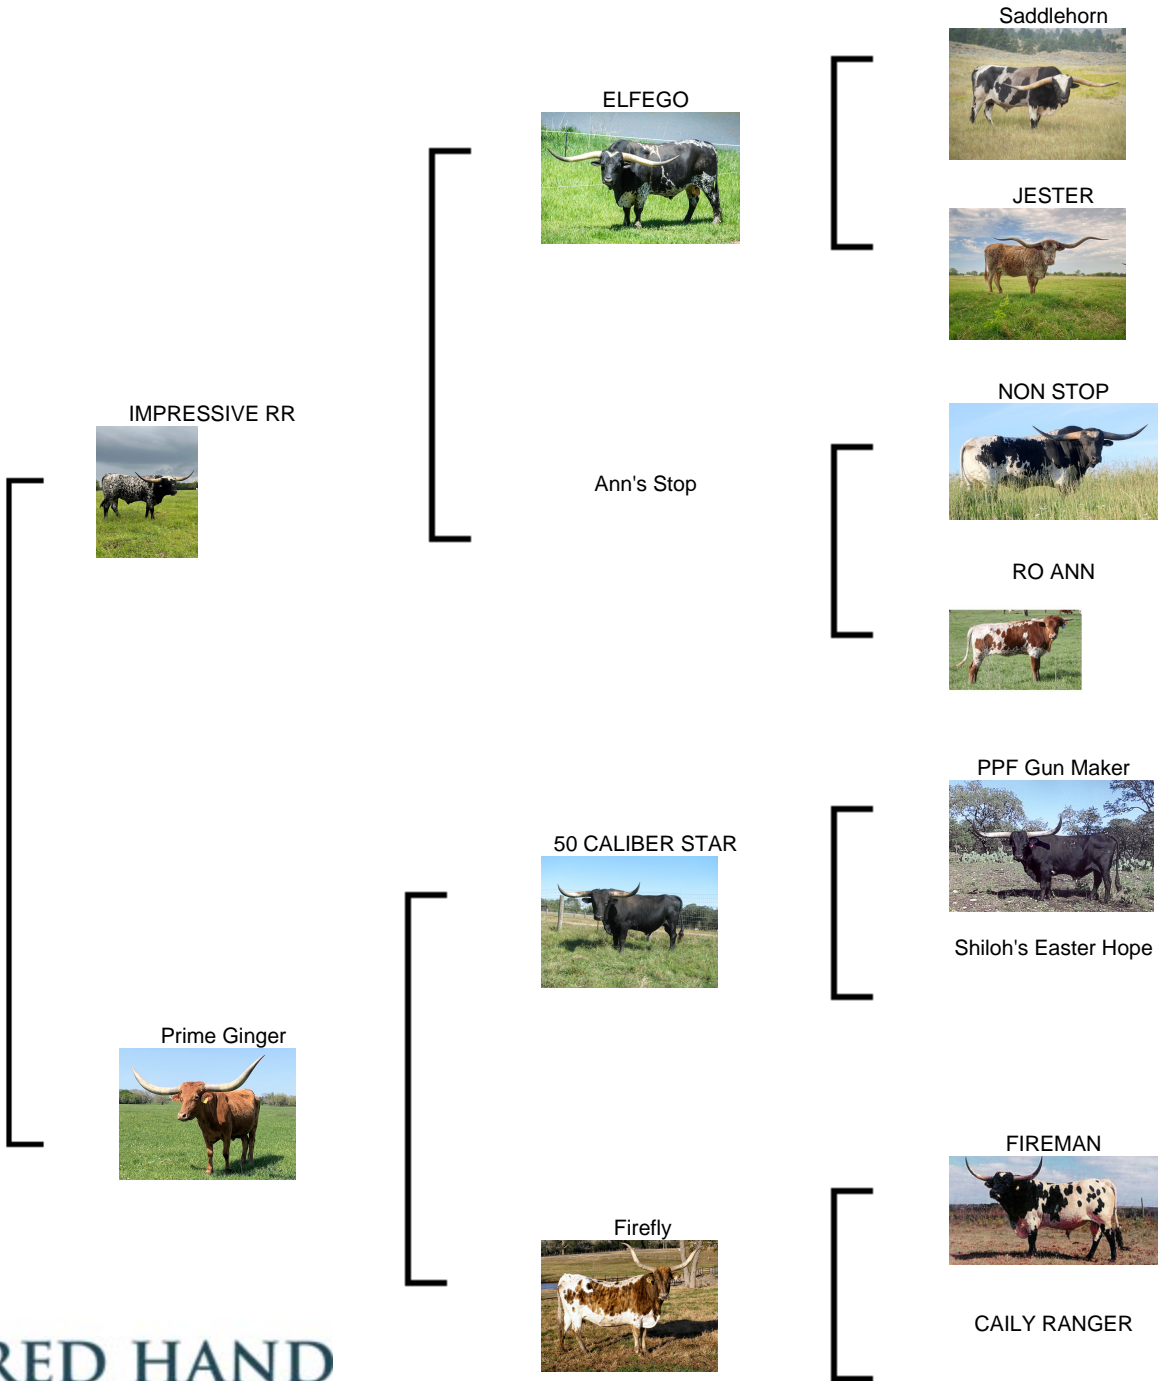 Saddlehorn
ELFEGO
JESTER
NON STOP
IMPRESSIVE RR
Ann's Stop
RO ANN
PPF Gun Maker
50 CALIBER STAR
Shiloh's Easter Hope
Prime Ginger
FIREMAN
Firefly
CAILY RANGER
RED HAND